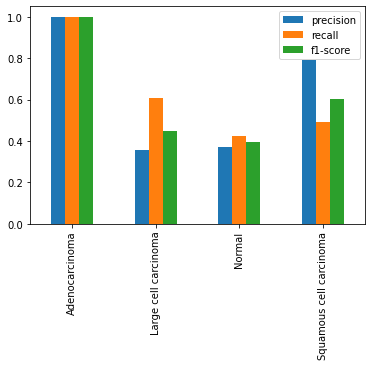 1.0
0.8
0.6
0.4
0.2
0.0
precision
recall
f1-score
Adenocarcinoma
Large cell carcinoma
Normal
Squamous cell carcinoma